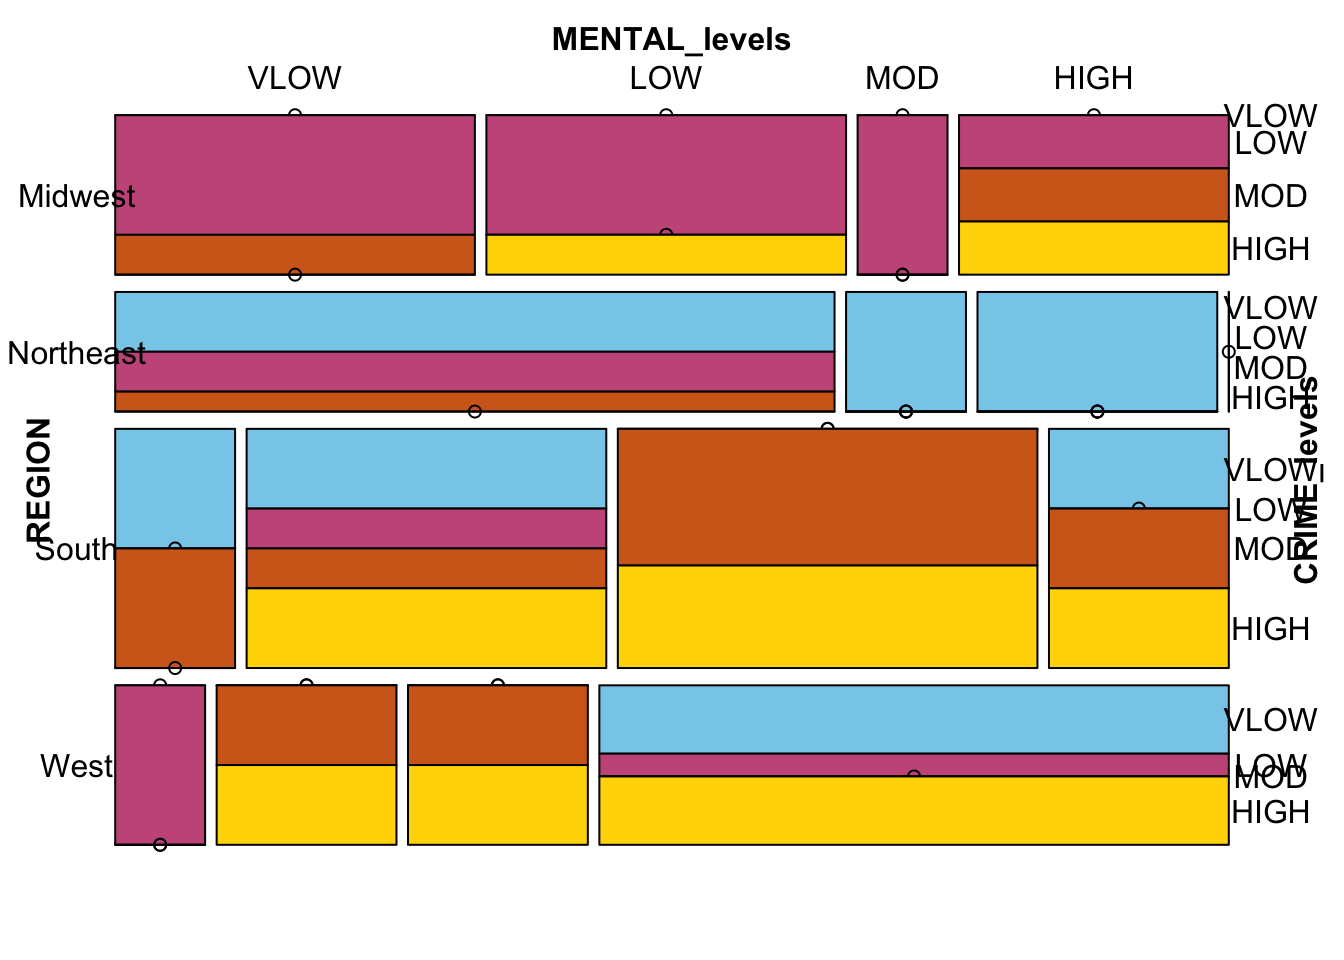 MENTAL_levels
VLOW LOW MOD HIGH
VLOW
LOW
Midwest MOD
HIGH
VLOW
LOW
Northeast MOD
HIGH
REGION
CRIME_levels
VLOW
LOW
South MOD
HIGH
VLOW
West LOW
MOD
HIGH